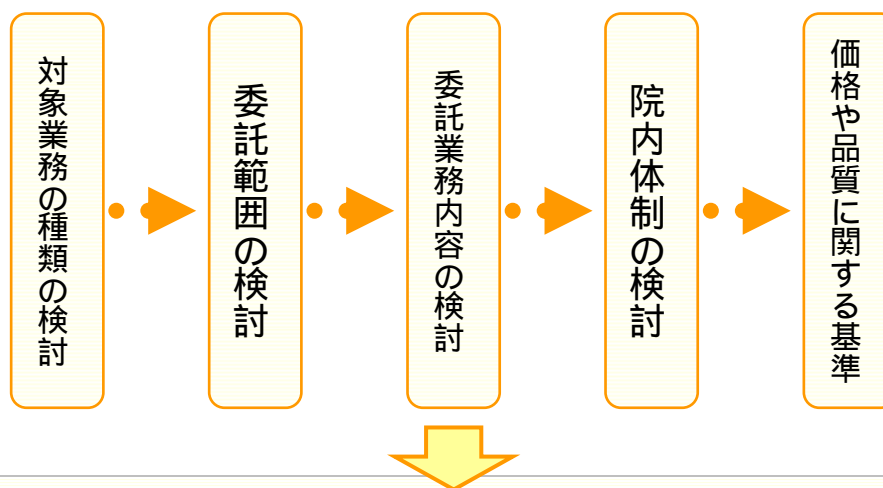 対象業務の種類の検討
委託範囲の検討
委託業務内容の検討
院内体制の検討
価格や品質に関する基準